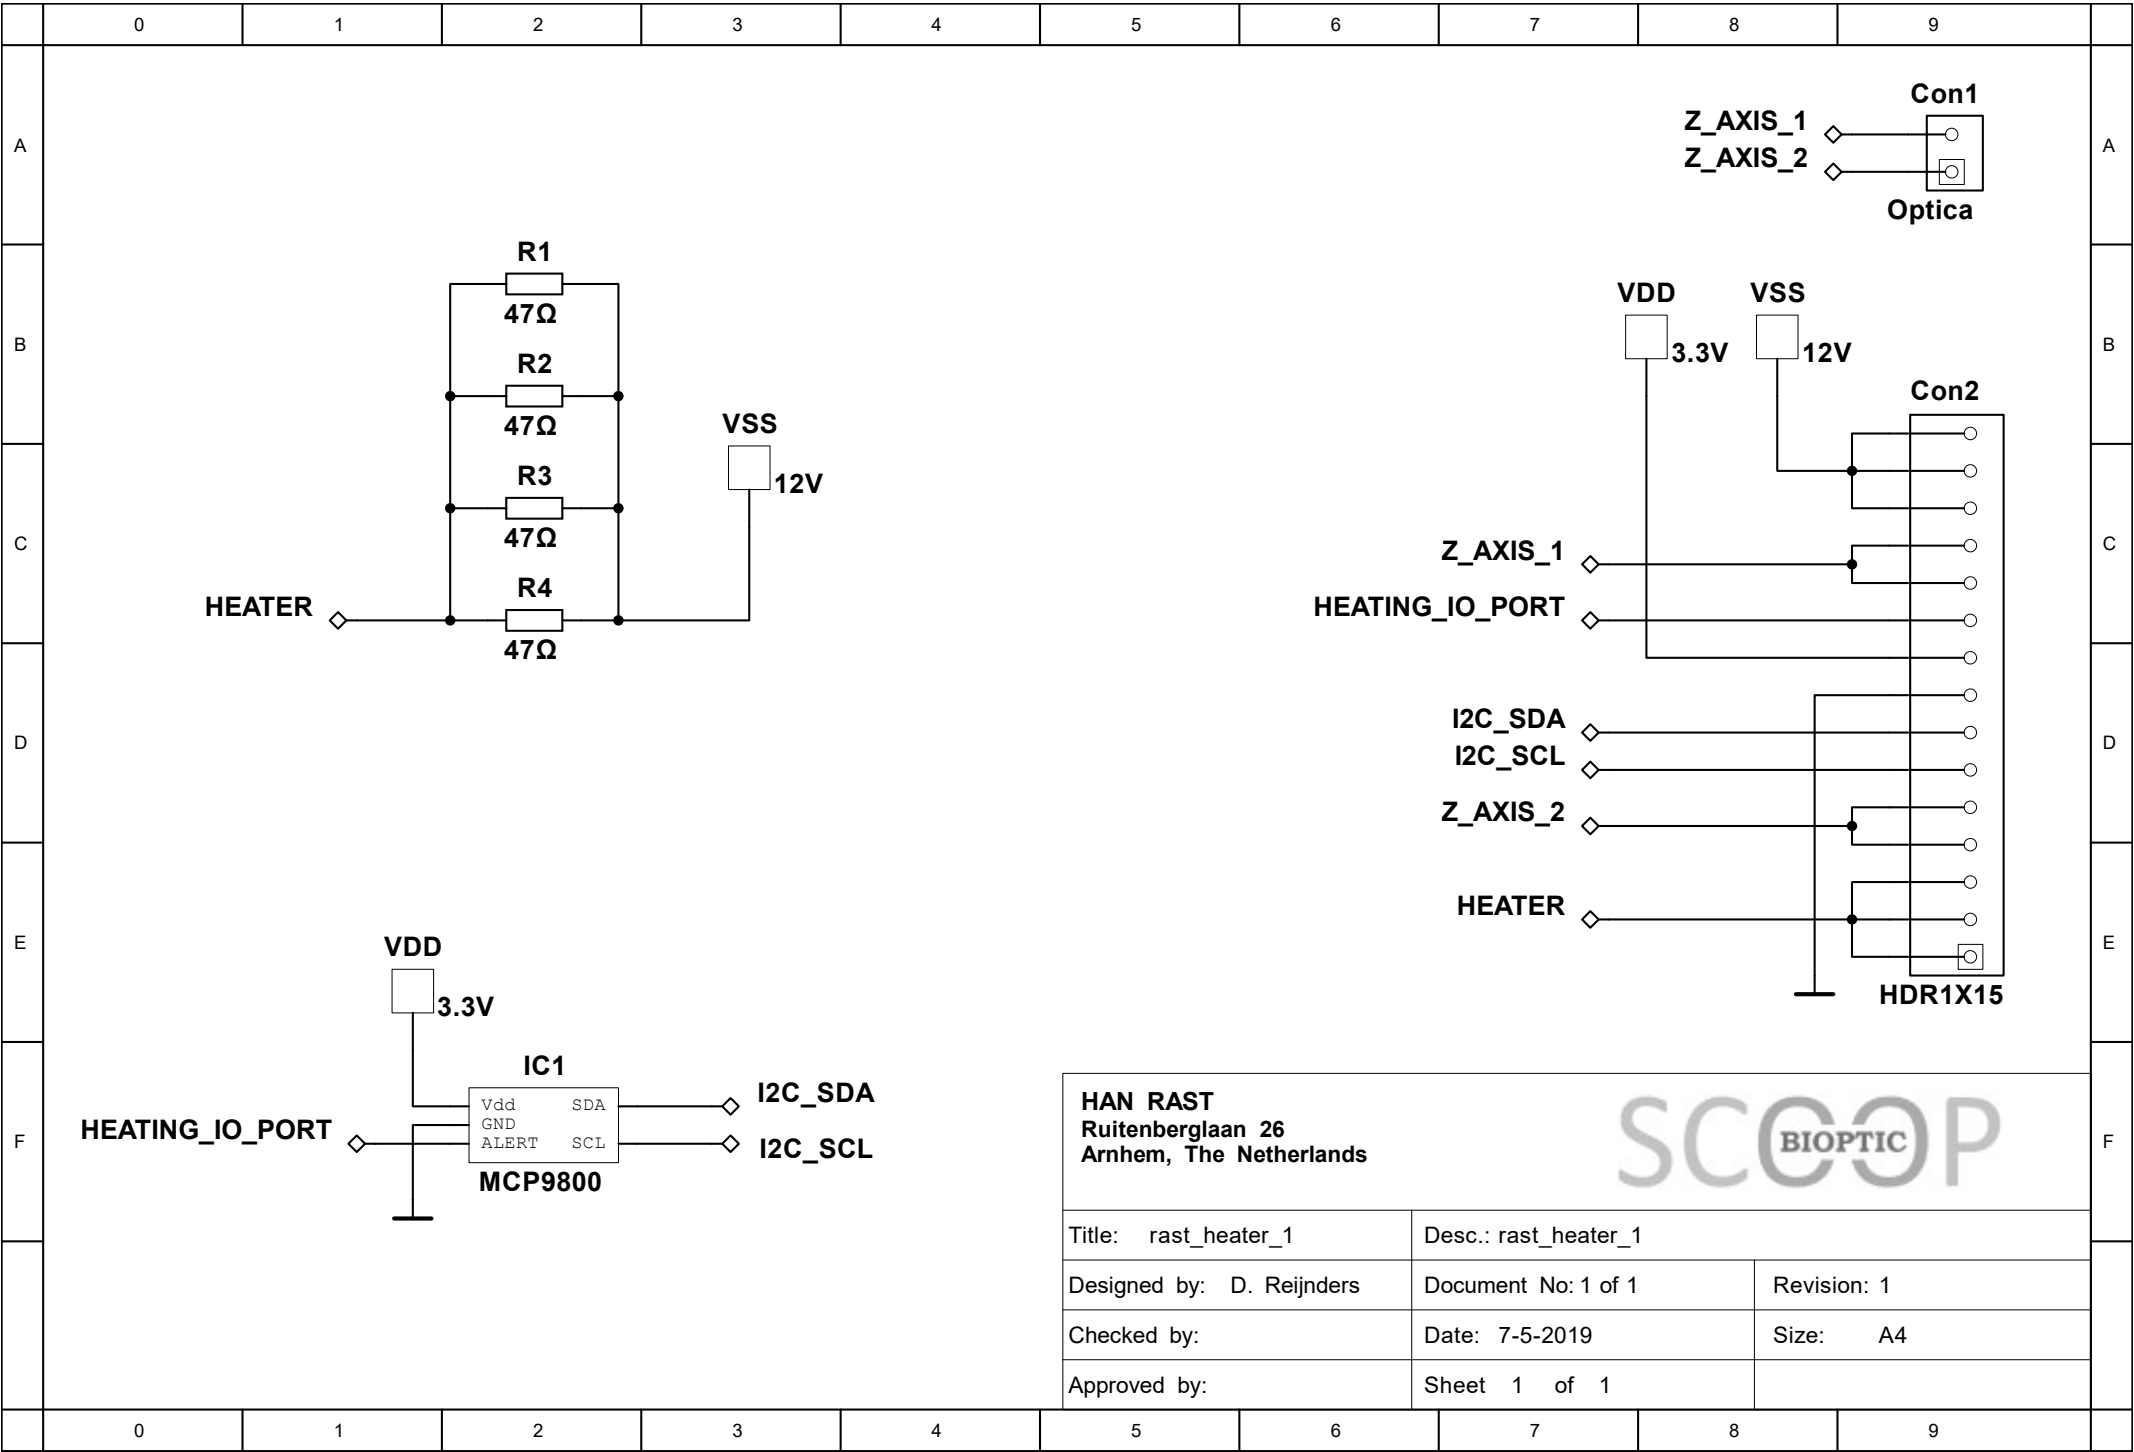 0 1 2 3 4 5 6 7 8 9
A A
B B
C C
D D
E E
F F
Con1
Z_AXIS_1
Z_AXIS_2
Optica
R1
47Ω
R2
47Ω
R3
47Ω
R4
47Ω
VSS
12V
HEATER
VDD
3.3V
VSS
12V
Con2
Z_AXIS_1
HEATING_IO_PORT
I2C_SDA
I2C_SCL
Z_AXIS_2
HEATER
HDR1X15
VDD
3.3V
IC1
Vdd SDA
GND
ALERT SCL
MCP9800
HEATING_IO_PORT
I2C_SDA
I2C_SCL
HAN RAST
Ruitenberglaan 26
Arnhem, The Netherlands
SCOOP
BIOPTIC
Title: rast_heater_1 Desc.: rast_heater_1
Designed by: D. Reijnders Document No: 1 of 1 Revision: 1
Checked by: Date: 7-5-2019 Size: A4
Approved by: Sheet 1 of 1
0 1 2 3 4 5 6 7 8 9